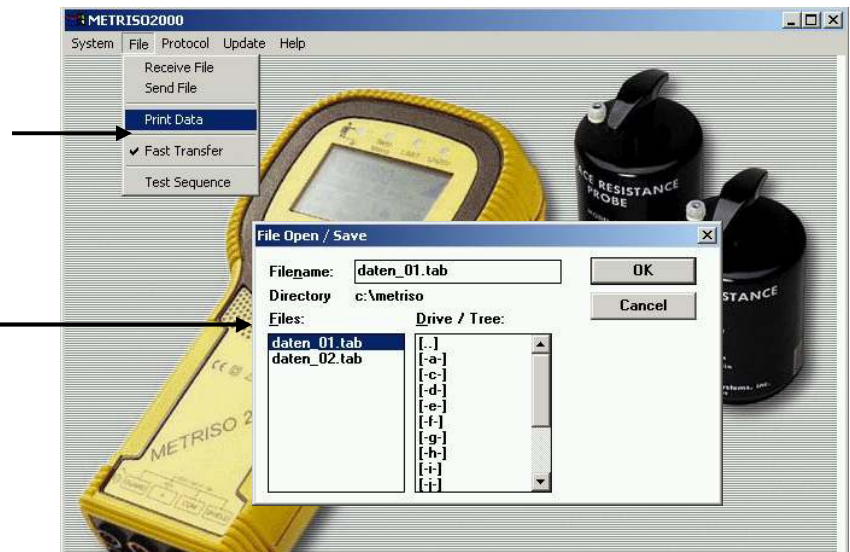 METRISO2000
System File Protocol Update Help
Receive File
Send File
Print Data
Fast Transfer
Test Sequence
RESISTANCE
PROBE
METRISO 2
File Open / Save
Filename: daten_01.tab
OK
Directory c:\metriso
Cancel
Files: Drive / Tree:
daten_01.tab [..]
daten_02.tab [-a-]
[-c-]
[-d-]
[-e-]
[-f-]
[-g-]
[-h-]
[-i-]
[-j-]
STANCE